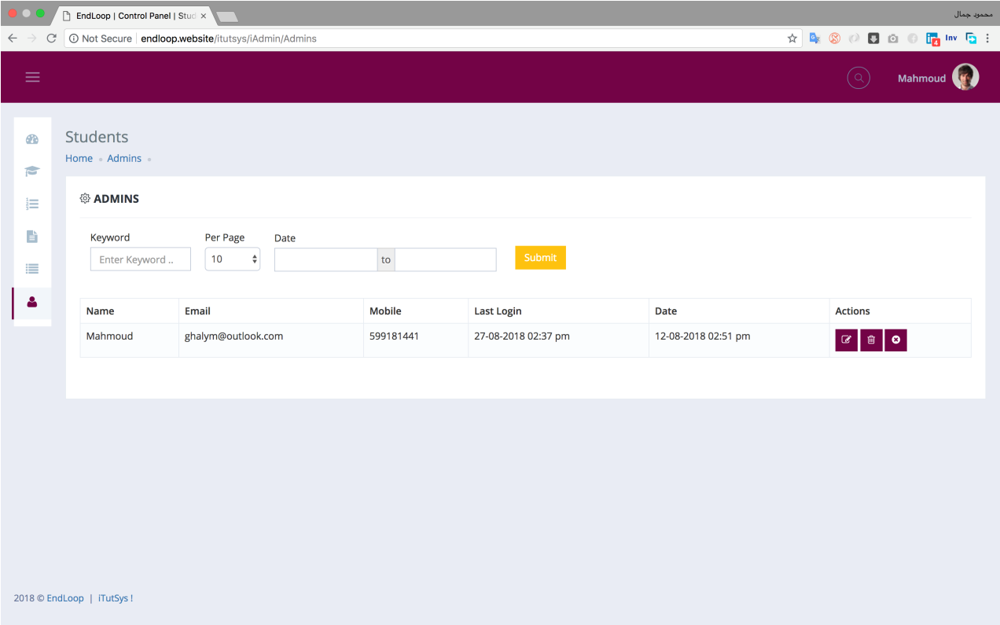 EndLoop | Control Panel | Stud
محمود جمال
Not Secure | endloop.website/itutsys/iAdmin/Admins
4
Inv
Mahmoud
Students
Home Admins
ADMINS
Keyword Per Page Date
Enter Keyword .. 10 to Submit
Name Email Mobile Last Login Date Actions
Mahmoud ghalym@outlook.com 599181441 27-08-2018 02:37 pm 12-08-2018 02:51 pm
2018 © EndLoop | iTutSys !